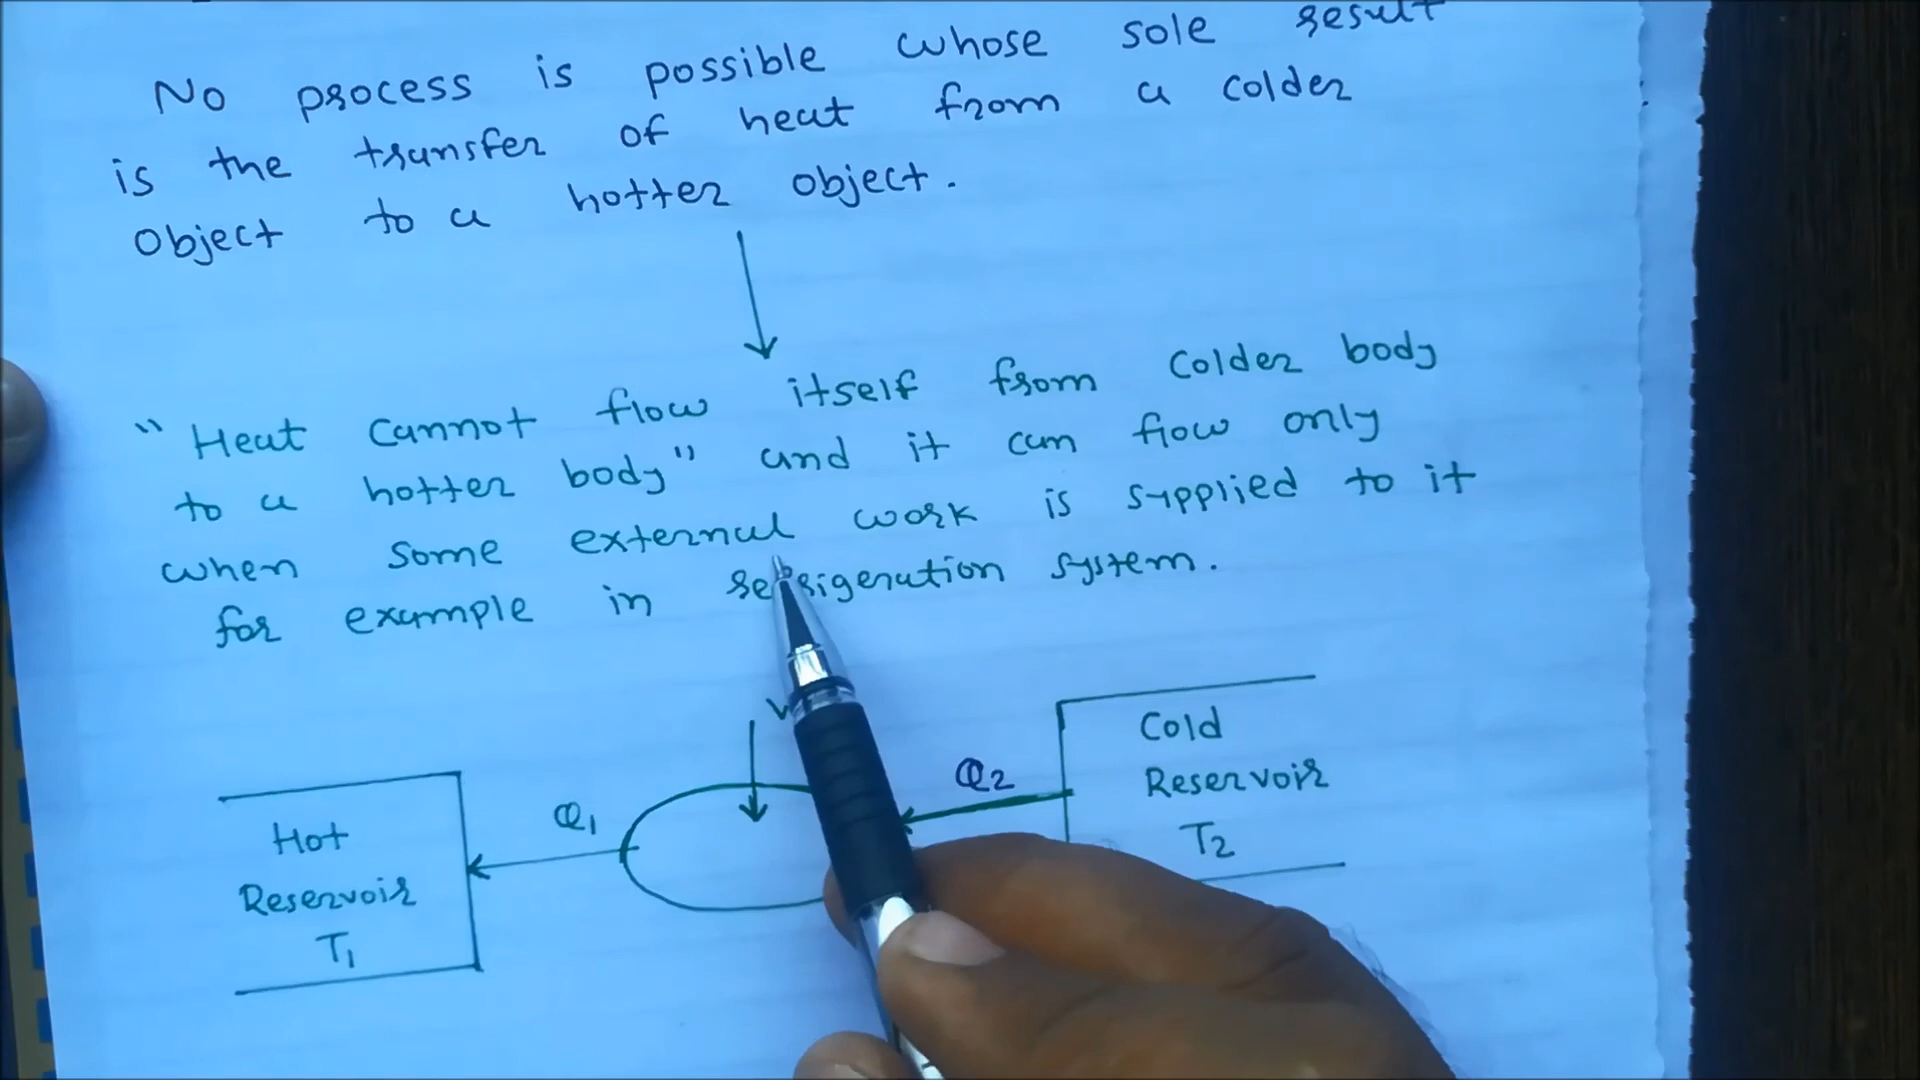 No process is possible whose sole result
is the transfer of heat from a colder
Object to a hotter object.
"Heat cannot flow itself from colder body
to a hotter body" and it can flow only
when some external work is supplied to it
for example in refrigeration system.
Hot
Reservoir
T1
Q1
Q2
Cold
Reservoir
T2